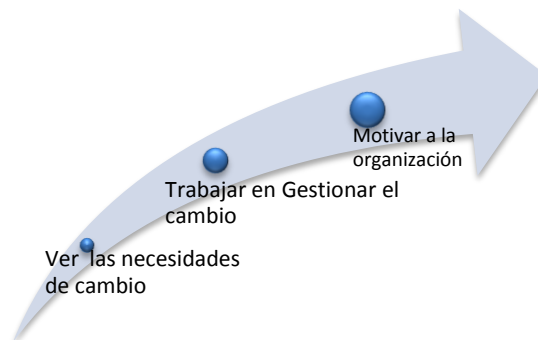 Motivar a la
organización
Trabajar en Gestionar el
cambio
Ver las necesidades
de cambio